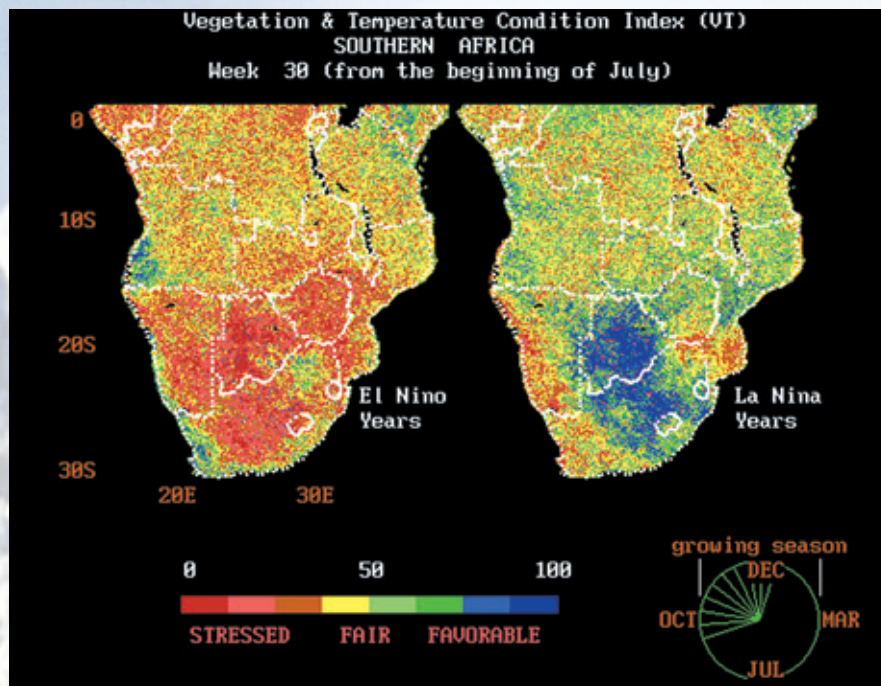 Vegetation & Temperature Condition Index (VT)
SOUTHERN AFRICA
Week 30 (from the beginning of July)
0
10S
20S
30S
20E
30E
El Nino
Years
La Nina
Years
0 50 100
STRESSED FAIR FAVORABLE
growing season
DEC
OCT
MAR
JUL